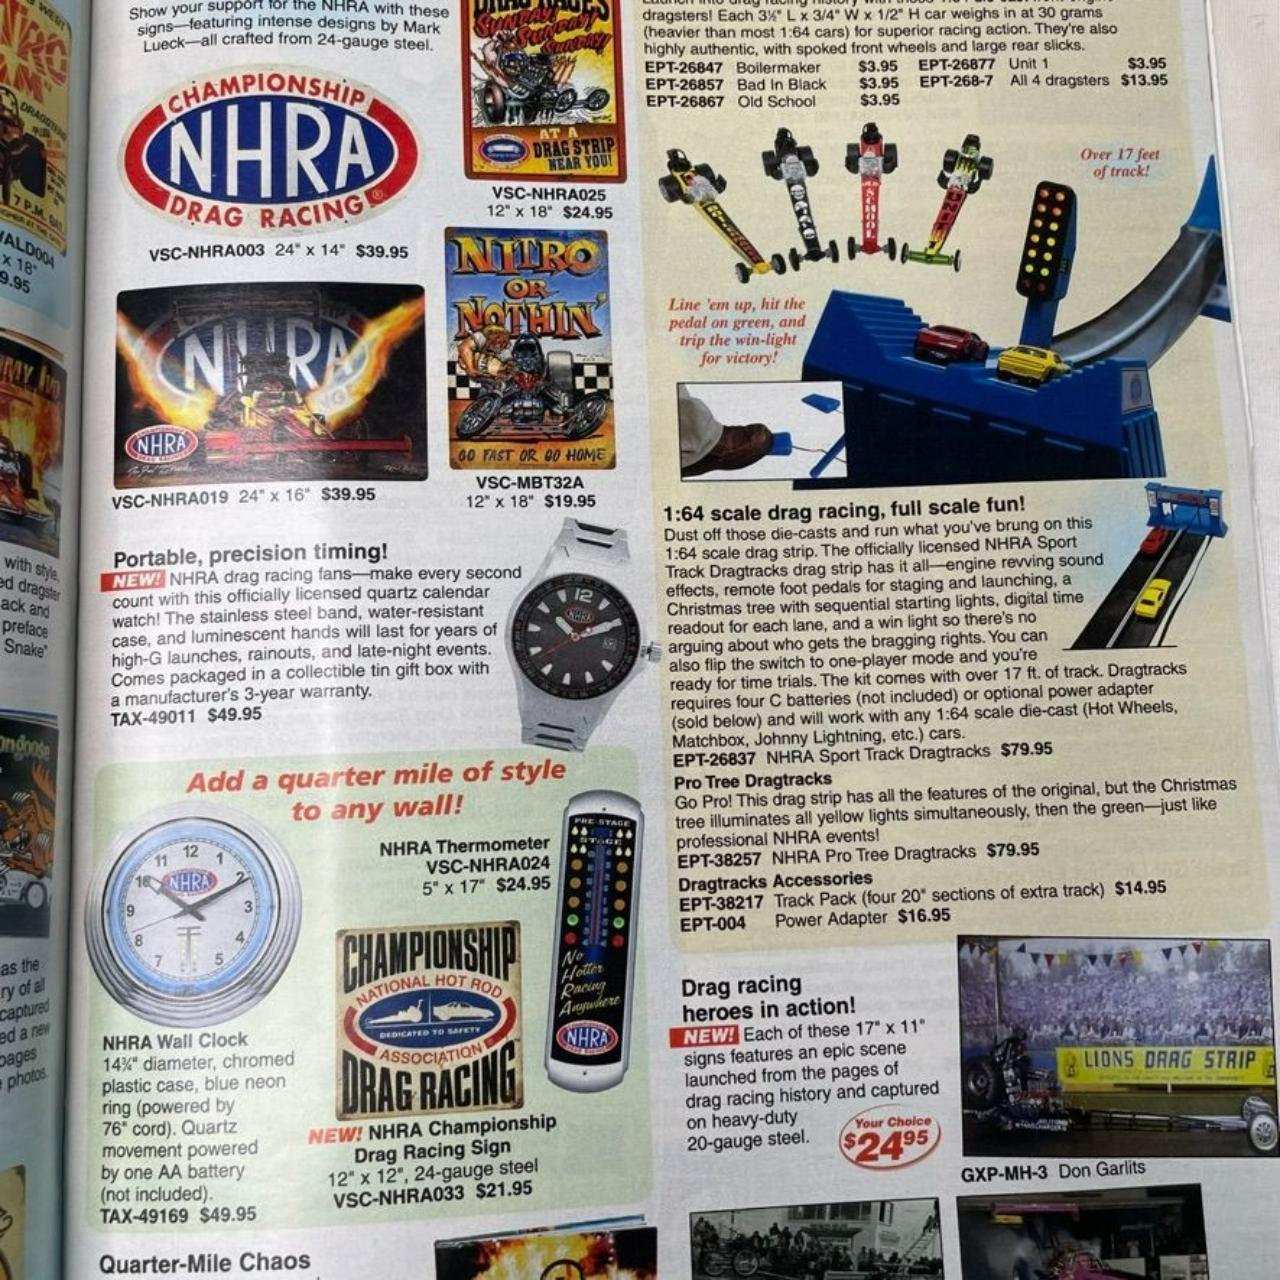 Show your support for the NHRA with these
signs—featuring intense designs by Mark
Lueck—all crafted from 24-gauge steel.
CHAMPIONSHIP
NHRA
DRAG RACING
VSC-NHRA003 24" x 14" $39.95
DRAG RACES
SUNDAY!
SUNDAY!
SUNDAY!
AT A
DRAG STRIP
NEAR YOU!
VSC-NHRA025
12" x 18" $24.95
NHRA
NHRA
VSC-NHRA019 24" x 16" $39.95
NITRO
OR
NOTHIN'
GO FAST OR GO HOME
VSC-MBT32A
12" x 18" $19.95
Portable, precision timing!
NEW! NHRA drag racing fans—make every second
count with this officially licensed quartz calendar
watch! The stainless steel band, water-resistant
case, and luminescent hands will last for years of
high-G launches, rainouts, and late-night events.
Comes packaged in a collectible tin gift box with
a manufacturer's 3-year warranty.
TAX-49011 $49.95
12
NHRA
Add a quarter mile of style
to any wall!
NHRA Thermometer
VSC-NHRA024
5" x 17" $24.95
PRE-STAGE
STAGE
No
Hotter
Racing
Anywhere
NHRA
11 12 1
10 NHRA 2
9 3
8 4
7 5
CHAMPIONSHIP
NATIONAL HOT ROD
DEDICATED TO SAFETY
ASSOCIATION
DRAG RACING
NHRA Wall Clock
14¾" diameter, chromed
plastic case, blue neon
ring (powered by
76" cord). Quartz
movement powered
by one AA battery
(not included).
TAX-49169 $49.95
NEW! NHRA Championship
Drag Racing Sign
12" x 12", 24-gauge steel
VSC-NHRA033 $21.95
Quarter-Mile Chaos
dragsters! Each 3½" L x 3/4" W x 1/2" H car weighs in at 30 grams
(heavier than most 1:64 cars) for superior racing action. They're also
highly authentic, with spoked front wheels and large rear slicks.
EPT-26847 Boilermaker $3.95 EPT-26877 Unit 1 $3.95
EPT-26857 Bad In Black $3.95 EPT-268-7 All 4 dragsters $13.95
EPT-26867 Old School $3.95
SCHOOL
Over 17 feet
of track!
Line 'em up, hit the
pedal on green, and
trip the win-light
for victory!
1:64 scale drag racing, full scale fun!
Dust off those die-casts and run what you've brung on this
1:64 scale drag strip. The officially licensed NHRA Sport
Track Dragtracks drag strip has it all—engine revving sound
effects, remote foot pedals for staging and launching, a
Christmas tree with sequential starting lights, digital time
readout for each lane, and a win light so there's no
arguing about who gets the bragging rights. You can
also flip the switch to one-player mode and you're
ready for time trials. The kit comes with over 17 ft. of track. Dragtracks
requires four C batteries (not included) or optional power adapter
(sold below) and will work with any 1:64 scale die-cast (Hot Wheels,
Matchbox, Johnny Lightning, etc.) cars.
EPT-26837 NHRA Sport Track Dragtracks $79.95
Pro Tree Dragtracks
Go Pro! This drag strip has all the features of the original, but the Christmas
tree illuminates all yellow lights simultaneously, then the green—just like
professional NHRA events!
EPT-38257 NHRA Pro Tree Dragtracks $79.95
Dragtracks Accessories
EPT-38217 Track Pack (four 20" sections of extra track) $14.95
EPT-004 Power Adapter $16.95
Drag racing
heroes in action!
NEW! Each of these 17" x 11"
signs features an epic scene
launched from the pages of
drag racing history and captured
on heavy-duty
20-gauge steel.
Your Choice
$24.95
LIONS DRAG STRIP
GXP-MH-3 Don Garlits